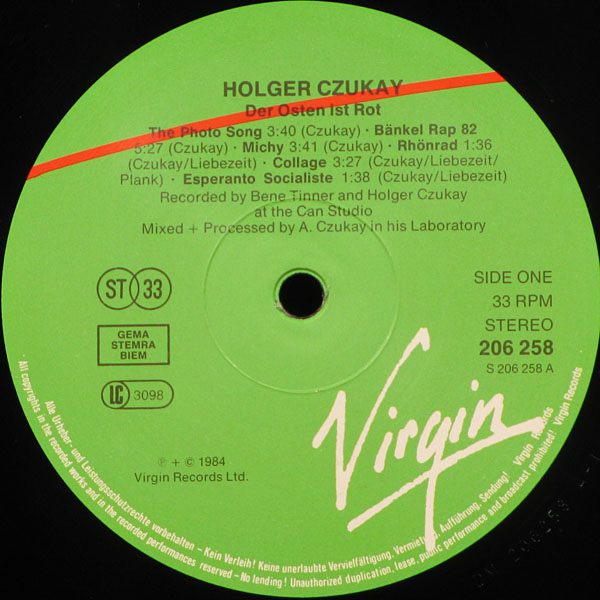 HOLGER CZUKAY
Der Osten ist Rot
The Photo Song 3:40 (Czukay) · Bänkel Rap 82
5:27 (Czukay) · Michy 3:41 (Czukay) · Rhönrad 1:36
(Czukay/Liebezeit) · Collage 3:27 (Czukay/Liebezeit/
Plank) · Esperanto Socialiste 1:38 (Czukay/Liebezeit)
Recorded by Bene Tinner and Holger Czukay
at the Can Studio
Mixed + Processed by A. Czukay in his Laboratory
ST 33
GEMA
STEMRA
BIEM
LC 3098
SIDE ONE
33 RPM
STEREO
206 258
S 206 258 A
Virgin
℗ + © 1984
Virgin Records Ltd.
Alle Urheber- und Leistungsschutzrechte vorbehalten – Kein Verleih! Keine unerlaubte Vervielfältigung, Vermietung, Aufführung, Sendung! Virgin Records
· All copyrights in the recorded works and in the recorded performances reserved – No lending! Unauthorized duplication, lease, public performance and broadcast prohibited! Virgin Records